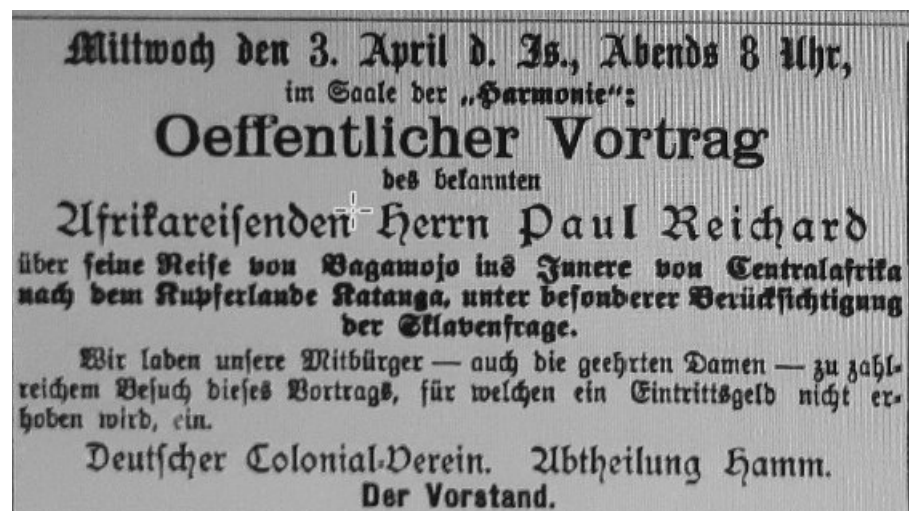 Mittwoch den 3. April d. Js., Abends 8 Uhr,
im Saale der „Harmonie“:
Oeffentlicher Vortrag
des bekannten
Afrikareisenden Herrn Paul Reichard
über seine Reise von Bagamojo ins Innere von Centralafrika
nach dem Kupferlande Katanga, unter besonderer Berücksichtigung
der Sklavenfrage.
Wir laden unsere Mitbürger — auch die geehrten Damen — zu zahl-
reichem Besuch dieses Vortrags, für welchen ein Eintrittsgeld nicht er-
hoben wird, ein.
Deutscher Colonial-Verein. Abtheilung Hamm.
Der Vorstand.